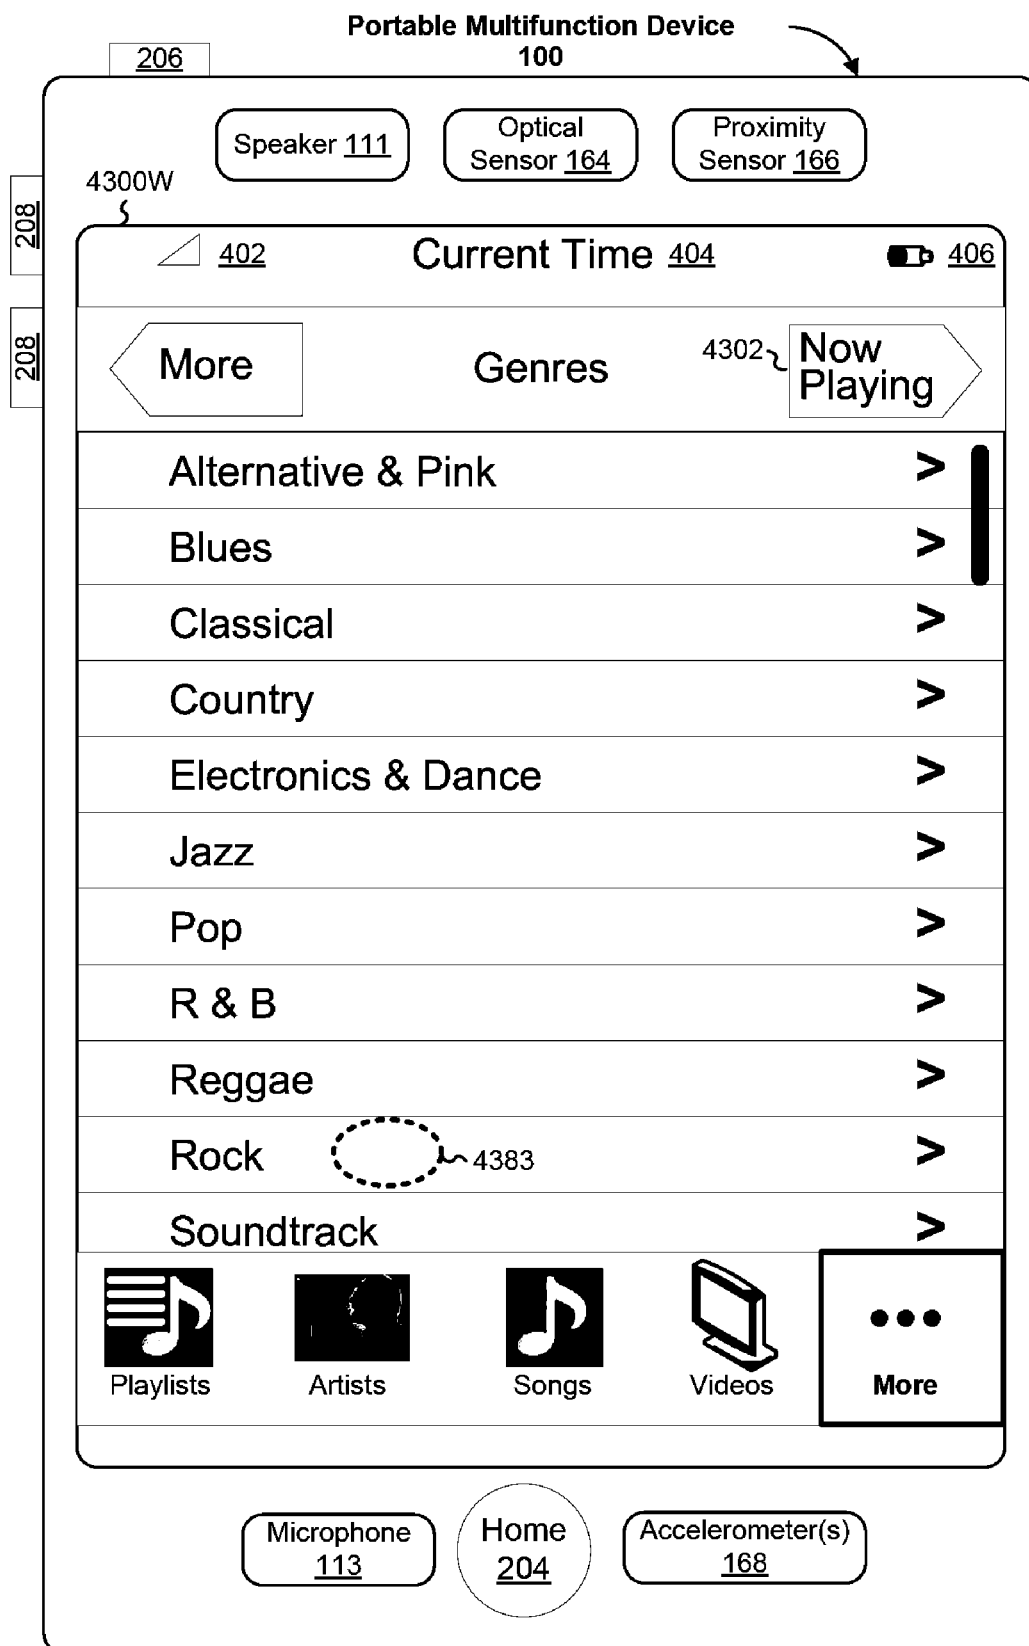 Portable Multifunction Device
100
206
Speaker 111
Optical
Sensor 164
Proximity
Sensor 166
4300W
208
208
402
Current Time 404
406
More
Genres
4302
Now
Playing
Alternative & Pink
>
Blues
>
Classical
>
Country
>
Electronics & Dance
>
Jazz
>
Pop
>
R & B
>
Reggae
>
Rock
4383
>
Soundtrack
>
Playlists
Artists
Songs
Videos
More
Microphone
113
Home
204
Accelerometer(s)
168